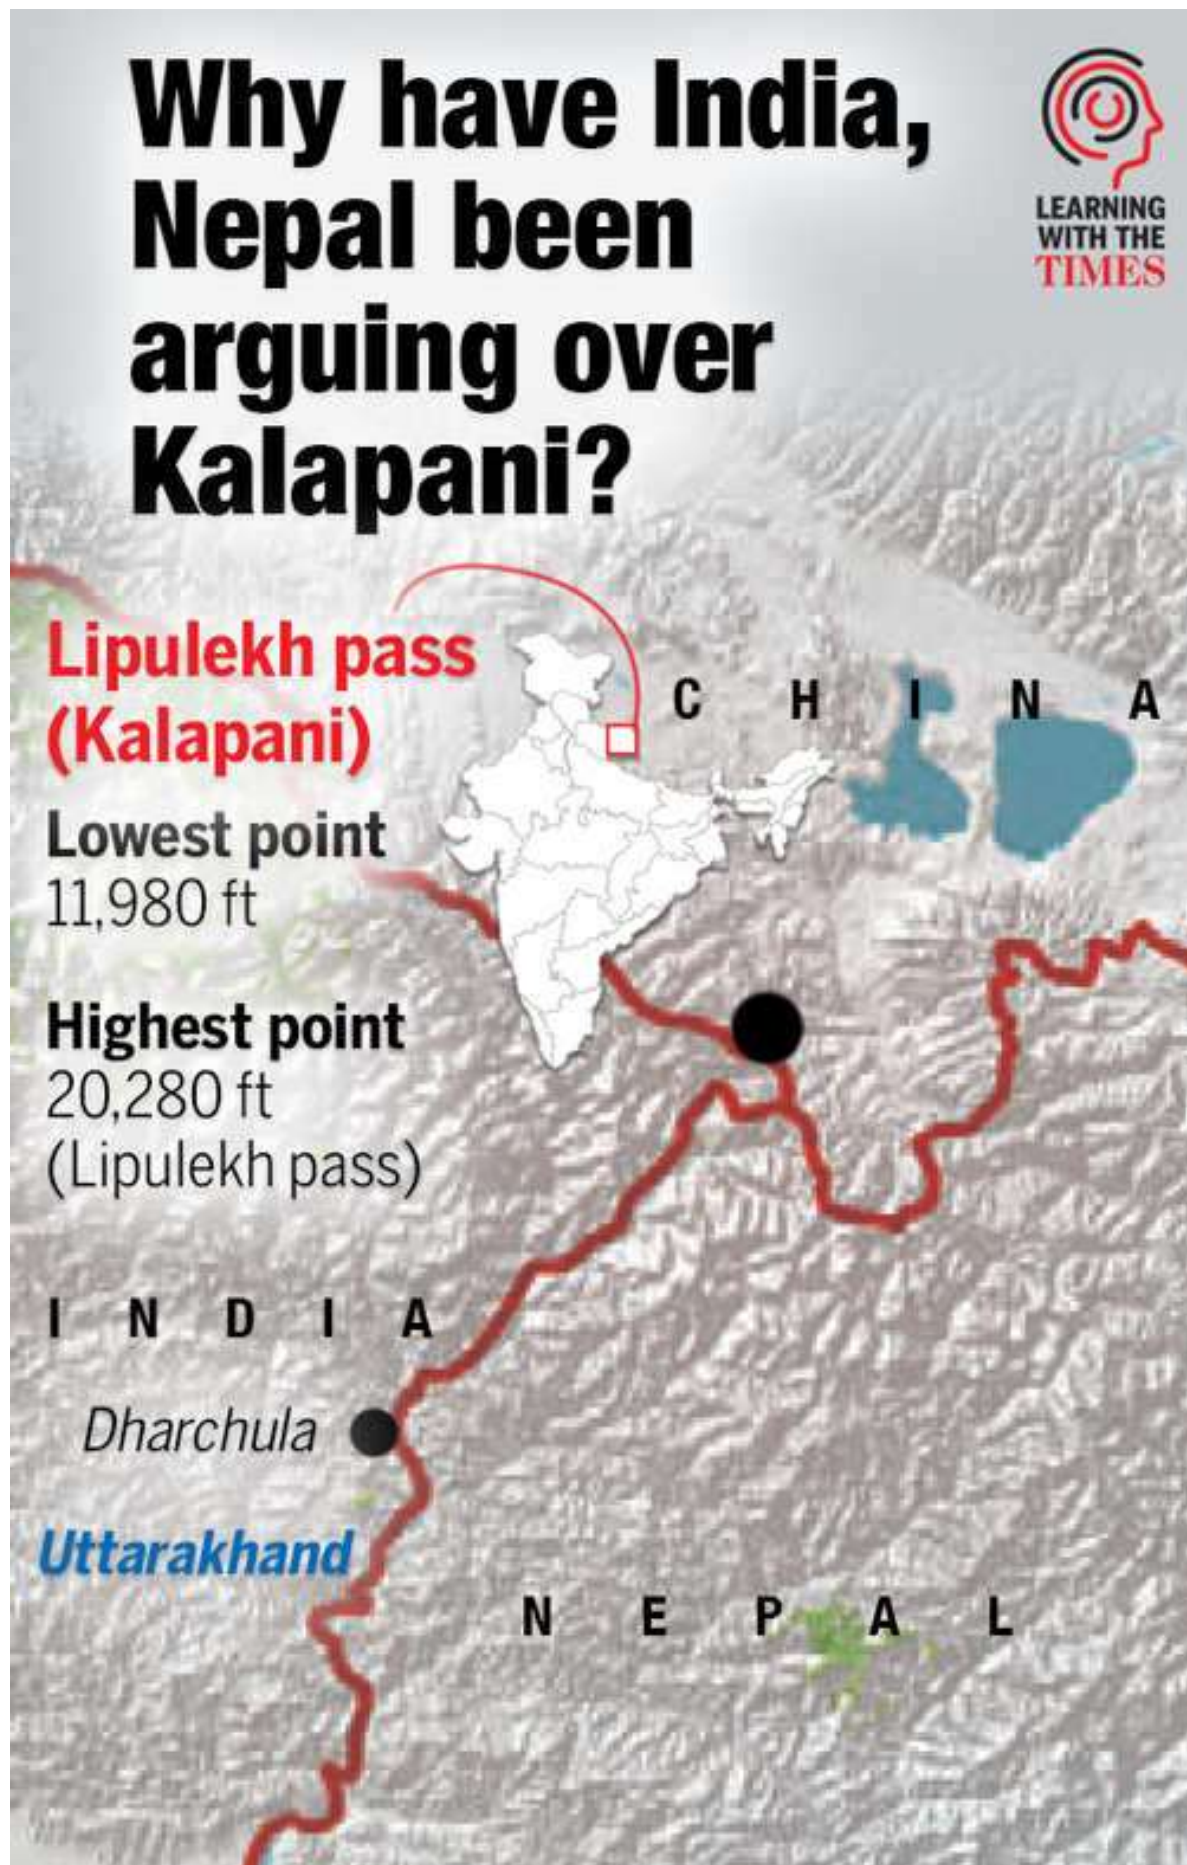 Why have India,
Nepal been
arguing over
Kalapani?
LEARNING
WITH THE
TIMES
Lipulekh pass
(Kalapani)
C H I N A
Lowest point
11,980 ft
Highest point
20,280 ft
(Lipulekh pass)
I N D I A
Dharchula
Uttarakhand
N E P A L